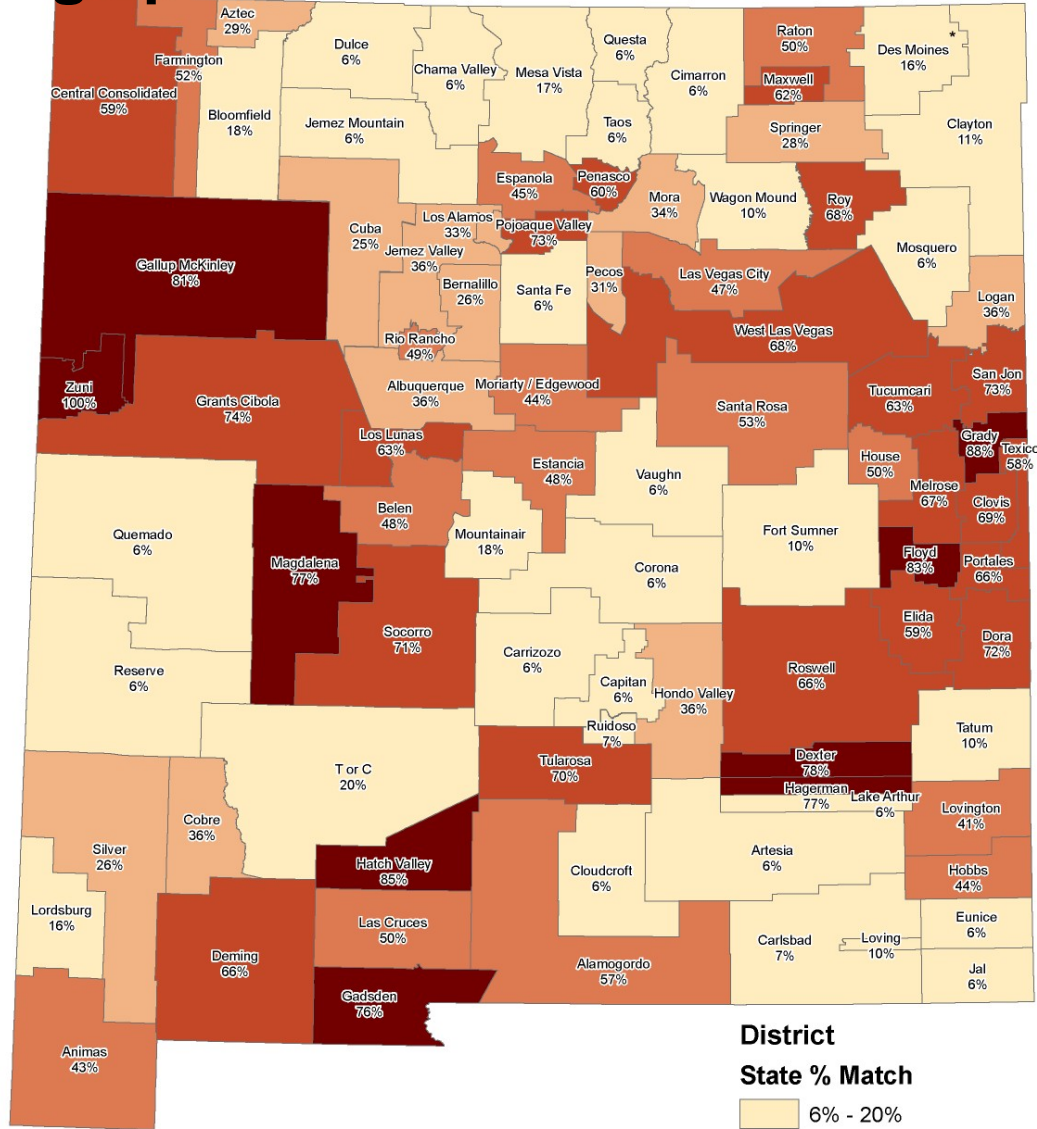 Aztec
29%
Farmington
52%
Central Consolidated
59%
Bloomfield
18%
Dulce
6%
Chama Valley
6%
Mesa Vista
17%
Questa
6%
Cimarron
6%
Raton
50%
Maxwell
62%
Des Moines
16%
*
Jemez Mountain
6%
Taos
6%
Springer
28%
Clayton
11%
Espanola
45%
Penasco
60%
Mora
34%
Wagon Mound
10%
Roy
68%
Cuba
25%
Los Alamos
33%
Pojoaque Valley
73%
Jemez Valley
36%
Mosquero
6%
Gallup McKinley
81%
Bernalillo
26%
Santa Fe
6%
Pecos
31%
Las Vegas City
47%
Logan
36%
Rio Rancho
49%
West Las Vegas
68%
Zuni
100%
Grants Cibola
74%
Albuquerque
36%
Moriarty / Edgewood
44%
Santa Rosa
53%
Tucumcari
63%
San Jon
73%
Los Lunas
63%
Grady
88%
Texico
58%
Estancia
48%
House
50%
Vaughn
6%
Melrose
67%
Clovis
69%
Belen
48%
Quemado
6%
Mountainair
18%
Fort Sumner
10%
Magdalena
77%
Corona
6%
Floyd
83%
Portales
66%
Socorro
71%
Elida
59%
Dora
72%
Carrizozo
6%
Reserve
6%
Capitan
6%
Hondo Valley
36%
Roswell
66%
Ruidoso
7%
Tatum
10%
T or C
20%
Tularosa
70%
Dexter
78%
Hagerman
77%
Lake Arthur
6%
Lovington
41%
Cobre
36%
Silver
26%
Hatch Valley
85%
Cloudcroft
6%
Artesia
6%
Hobbs
44%
Lordsburg
16%
Las Cruces
50%
Eunice
6%
Carlsbad
7%
Loving
10%
Deming
66%
Alamogordo
57%
Jal
6%
Gadsden
76%
Animas
43%
District
State % Match
6% - 20%